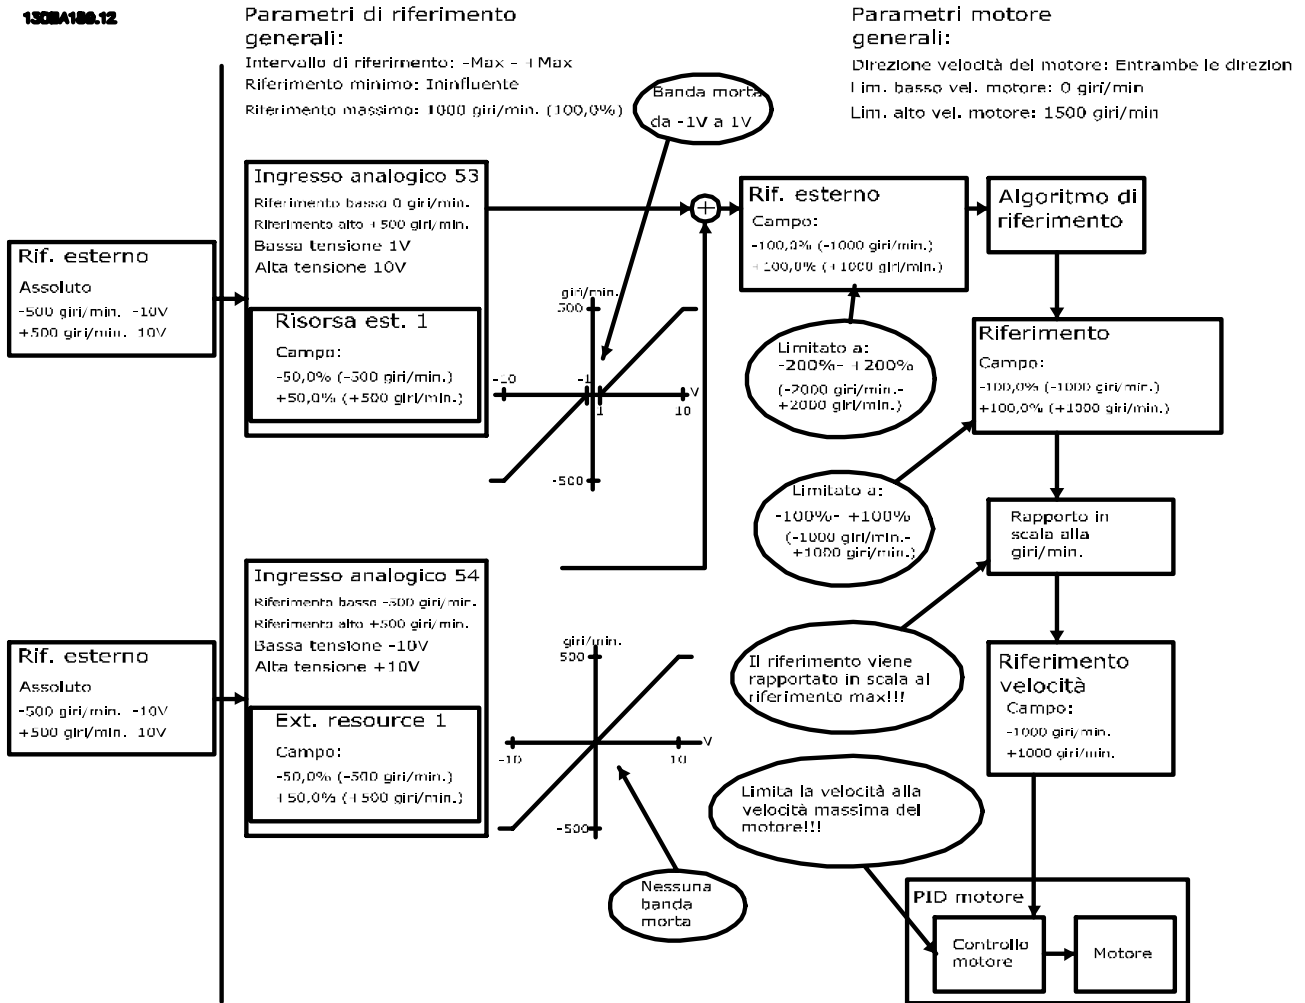 130BA189.12
Parametri di riferimento
generali:
Intervallo di riferimento: -Max - +Max
Riferimento minimo: Ininfluente
Riferimento massimo: 1000 giri/min. (100,0%)
Parametri motore
generali:
Direzione velocità del motore: Entrambe le direzion
Lim. basso vel. motore: 0 giri/min
Lim. alto vel. motore: 1500 giri/min
Banda morta
da -1V a 1V
Rif. esterno
Assoluto
-500 giri/min. -10V
+500 giri/min. 10V
Ingresso analogico 53
Riferimento basso 0 giri/min.
Riferimento alto +500 giri/min.
Bassa tensione 1V
Alta tensione 10V
Risorsa est. 1
Campo:
-50,0% (-500 giri/min.)
+50,0% (+500 giri/min.)
giri/min.
500
-10
-1
V
1
10
-500
+
Rif. esterno
Campo:
-100,0% (-1000 giri/min.)
+100,0% (+1000 giri/min.)
Algoritmo di
riferimento
Limitato a:
-200%- +200%
(-2000 giri/min.-
+2000 giri/min.)
Riferimento
Campo:
-100,0% (-1000 giri/min.)
+100,0% (+1000 giri/min.)
Limitato a:
-100%- +100%
(-1000 giri/min.-
+1000 giri/min.)
Rapporto in
scala alla
giri/min.
Rif. esterno
Assoluto
-500 giri/min. -10V
+500 giri/min. 10V
Ingresso analogico 54
Riferimento basso -500 giri/min.
Riferimento alto +500 giri/min.
Bassa tensione -10V
Alta tensione +10V
Ext. resource 1
Campo:
-50,0% (-500 giri/min.)
+50,0% (+500 giri/min.)
giri/min.
500
-10
10
V
-500
Nessuna
banda
morta
Il riferimento viene
rapportato in scala al
riferimento max!!!
Riferimento
velocità
Campo:
-1000 giri/min.
+1000 giri/min.
Limita la velocità alla
velocità massima del
motore!!!
PID motore
Controllo
motore
Motore